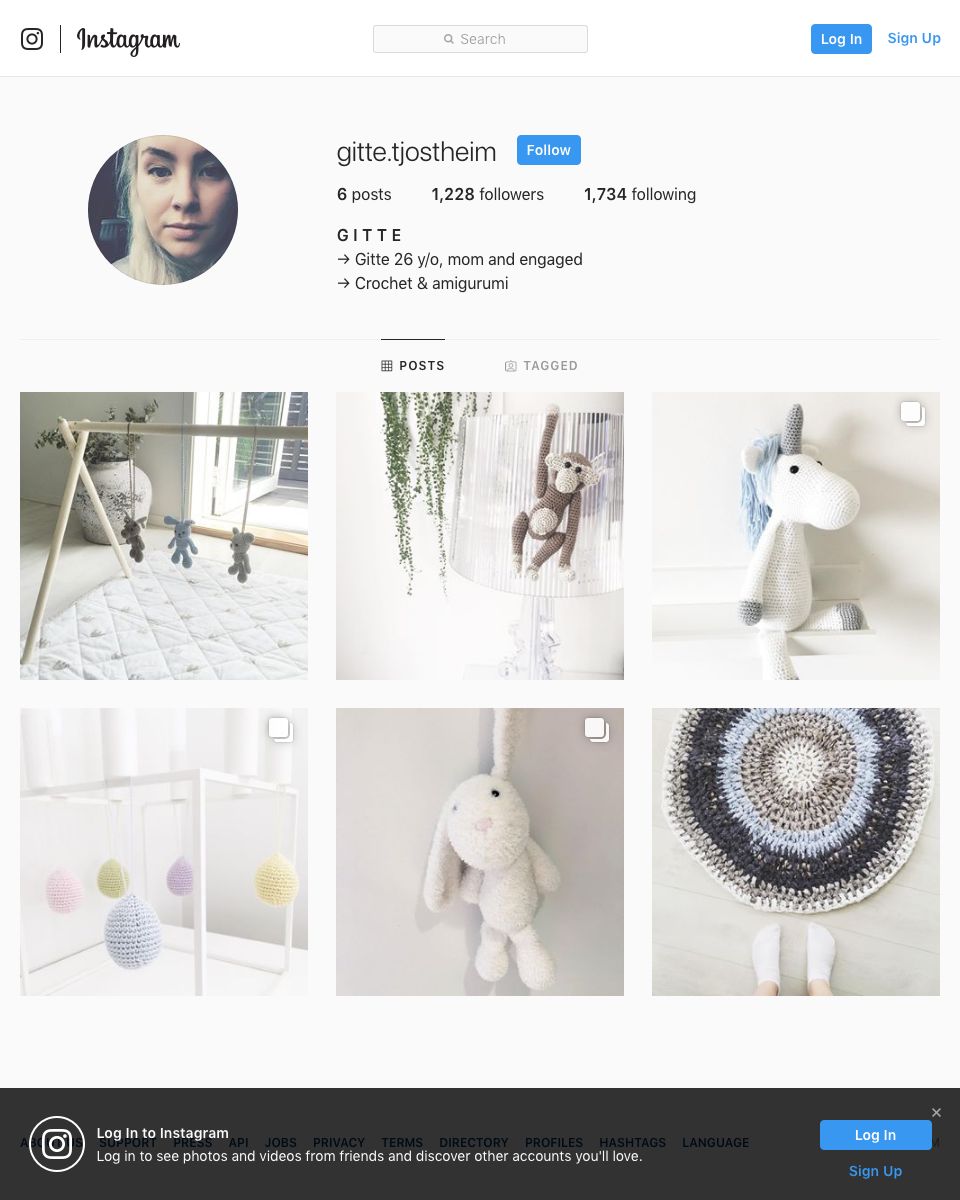 Instagram
Search
Log In
Sign Up
gitte.tjostheim
Follow
6 posts
1,228 followers
1,734 following
G I T T E
→ Gitte 26 y/o, mom and engaged
→ Crochet & amigurumi
POSTS
TAGGED
SUPPORT PRESS API JOBS PRIVACY TERMS DIRECTORY PROFILES HASHTAGS LANGUAGE
Log In to Instagram
Log in to see photos and videos from friends and discover other accounts you'll love.
Log In
Sign Up